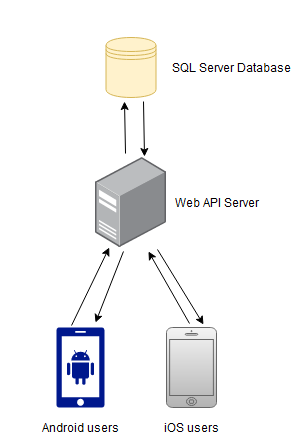 SQL Server Database
Web API Server
Android users
iOS users